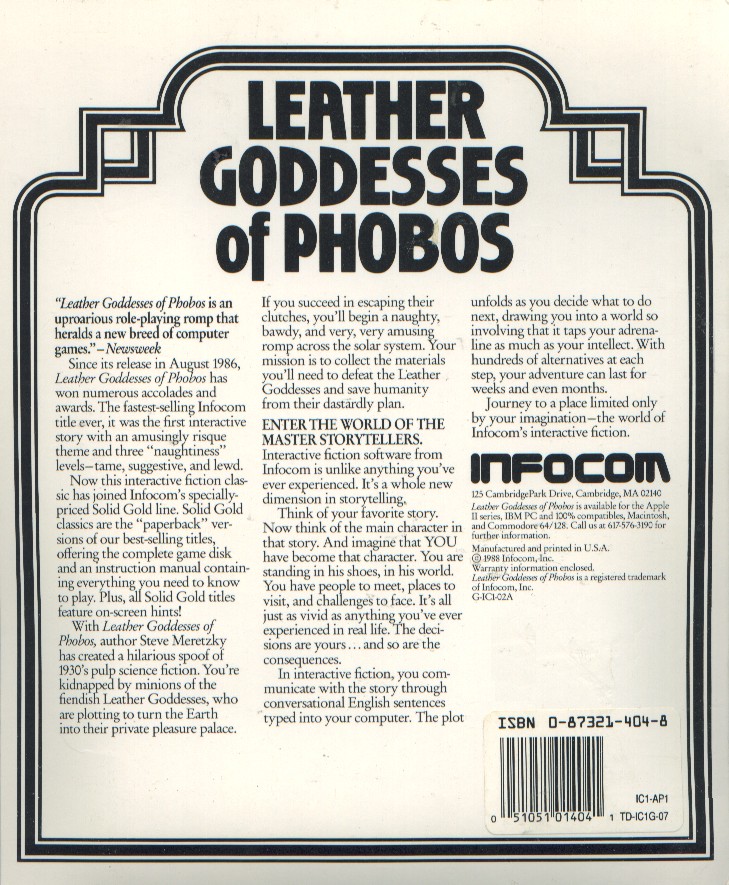 LEATHER
GODDESSES
of PHOBOS
"Leather Goddesses of Phobos is an
uproarious role-playing romp that
heralds a new breed of computer
games."–Newsweek
Since its release in August 1986,
Leather Goddesses of Phobos has
won numerous accolades and
awards. The fastest-selling Infocom
title ever, it was the first interactive
story with an amusingly risque
theme and three "naughtiness"
levels–tame, suggestive, and lewd.
Now this interactive fiction clas-
sic has joined Infocom's specially-
priced Solid Gold line. Solid Gold
classics are the "paperback" ver-
sions of our best-selling titles,
offering the complete game disk
and an instruction manual contain-
ing everything you need to know
to play. Plus, all Solid Gold titles
feature on-screen hints!
With Leather Goddesses of
Phobos, author Steve Meretzky
has created a hilarious spoof of
1930's pulp science fiction. You're
kidnapped by minions of the
fiendish Leather Goddesses, who
are plotting to turn the Earth
into their private pleasure palace.
If you succeed in escaping their
clutches, you'll begin a naughty,
bawdy, and very, very amusing
romp across the solar system. Your
mission is to collect the materials
you'll need to defeat the Leather
Goddesses and save humanity
from their dastardly plan.
ENTER THE WORLD OF THE
MASTER STORYTELLERS.
Interactive fiction software from
Infocom is unlike anything you've
ever experienced. It's a whole new
dimension in storytelling.
Think of your favorite story.
Now think of the main character in
that story. And imagine that YOU
have become that character. You are
standing in his shoes, in his world.
You have people to meet, places to
visit, and challenges to face. It's all
just as vivid as anything you've ever
experienced in real life. The deci-
sions are yours...and so are the
consequences.
In interactive fiction, you com-
municate with the story through
conversational English sentences
typed into your computer. The plot
unfolds as you decide what to do
next, drawing you into a world so
involving that it taps your adrena-
line as much as your intellect. With
hundreds of alternatives at each
step, your adventure can last for
weeks and even months.
Journey to a place limited only
by your imagination–the world of
Infocom's interactive fiction.
INFOCOM
125 CambridgePark Drive, Cambridge, MA 02140
Leather Goddesses of Phobos is available for the Apple
II series, IBM PC and 100% compatibles, Macintosh,
and Commodore 64/128. Call us at 617-576-3190 for
further information.
Manufactured and printed in U.S.A.
© 1988 Infocom, Inc.
Warranty information enclosed.
Leather Goddesses of Phobos is a registered trademark
of Infocom, Inc.
G-IC1-02A
ISBN 0-87321-404-8
IC1-AP1
0 51051 01404 1 TD-IC1G-07